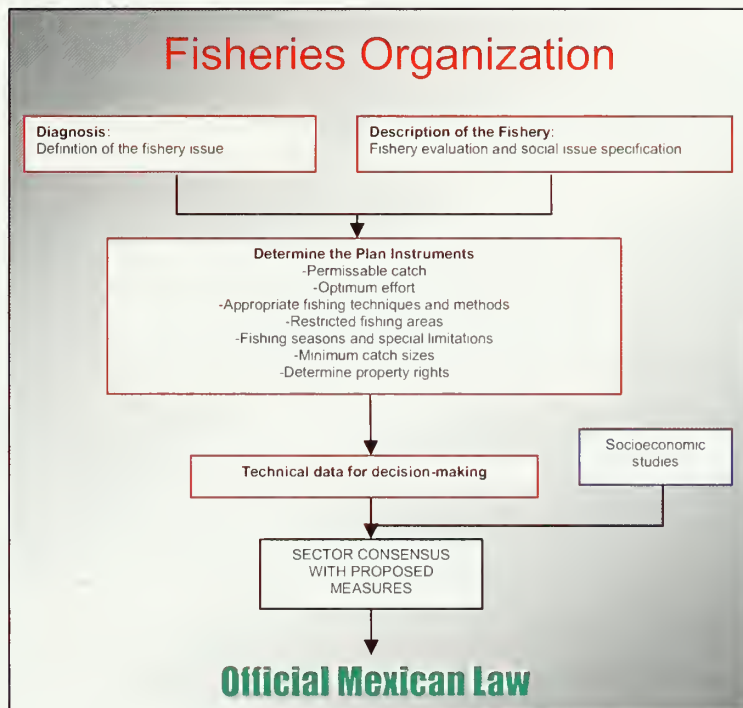 Fisheries Organization
Diagnosis:
Definition of the fishery issue
Description of the Fishery:
Fishery evaluation and social issue specification
Determine the Plan Instruments
-Permissable catch
-Optimum effort
-Appropriate fishing techniques and methods
-Restricted fishing areas
-Fishing seasons and special limitations
-Minimum catch sizes
-Determine property rights
Socioeconomic
studies
Technical data for decision-making
SECTOR CONSENSUS
WITH PROPOSED
MEASURES
Official Mexican Law